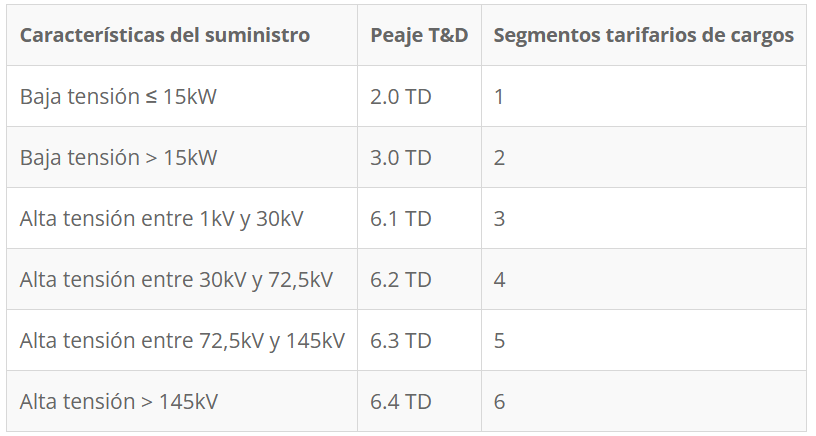 Características del suministro Peaje T&D Segmentos tarifarios de cargos
Baja tensión ≤ 15kW 2.0 TD 1
Baja tensión > 15kW 3.0 TD 2
Alta tensión entre 1kV y 30kV 6.1 TD 3
Alta tensión entre 30kV y 72,5kV 6.2 TD 4
Alta tensión entre 72,5kV y 145kV 6.3 TD 5
Alta tensión > 145kV 6.4 TD 6